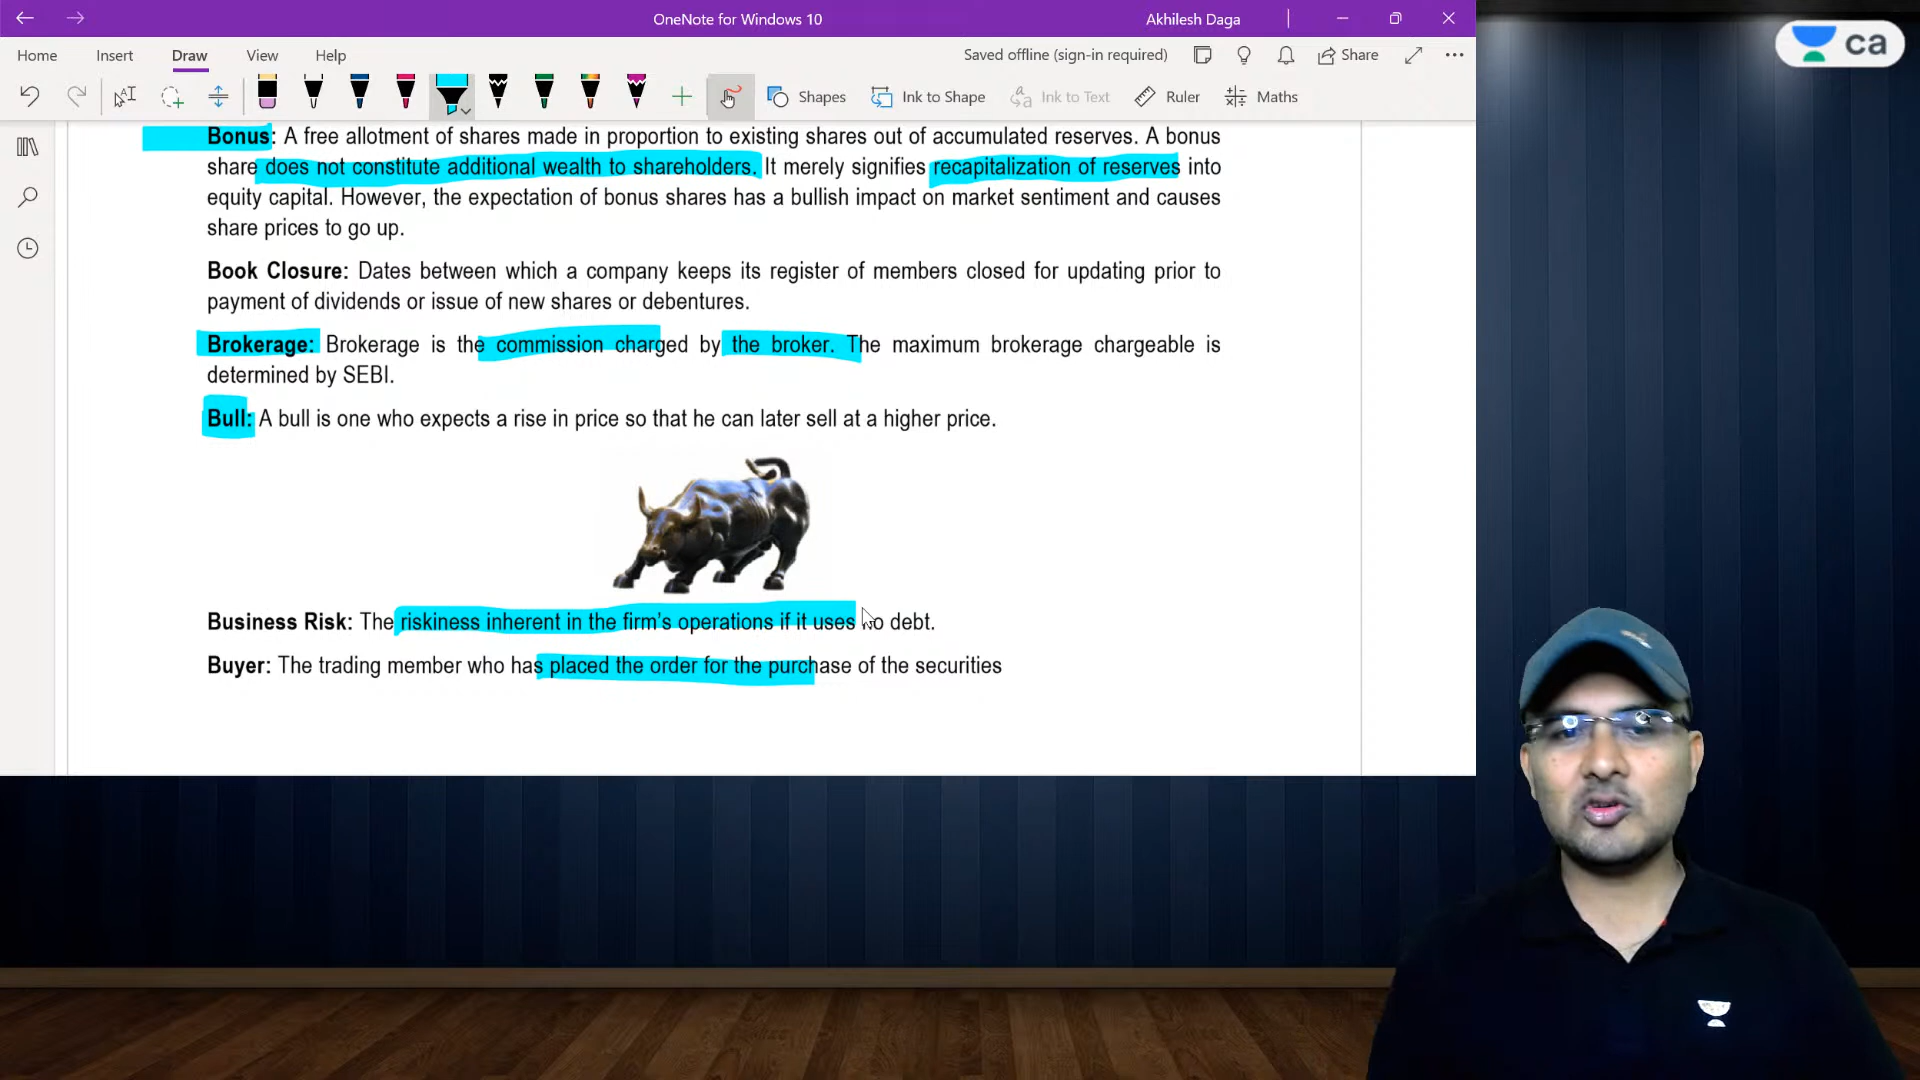 OneNote for Windows 10
Akhilesh Daga
Home Insert Draw View Help
Saved offline (sign-in required)
Share
Shapes
Ink to Shape
Ink to Text
Ruler
Maths
ca
Bonus: A free allotment of shares made in proportion to existing shares out of accumulated reserves. A bonus
share does not constitute additional wealth to shareholders. It merely signifies recapitalization of reserves into
equity capital. However, the expectation of bonus shares has a bullish impact on market sentiment and causes
share prices to go up.
Book Closure: Dates between which a company keeps its register of members closed for updating prior to
payment of dividends or issue of new shares or debentures.
Brokerage: Brokerage is the commission charged by the broker. The maximum brokerage chargeable is
determined by SEBI.
Bull: A bull is one who expects a rise in price so that he can later sell at a higher price.
Business Risk: The riskiness inherent in the firm's operations if it uses no debt.
Buyer: The trading member who has placed the order for the purchase of the securities